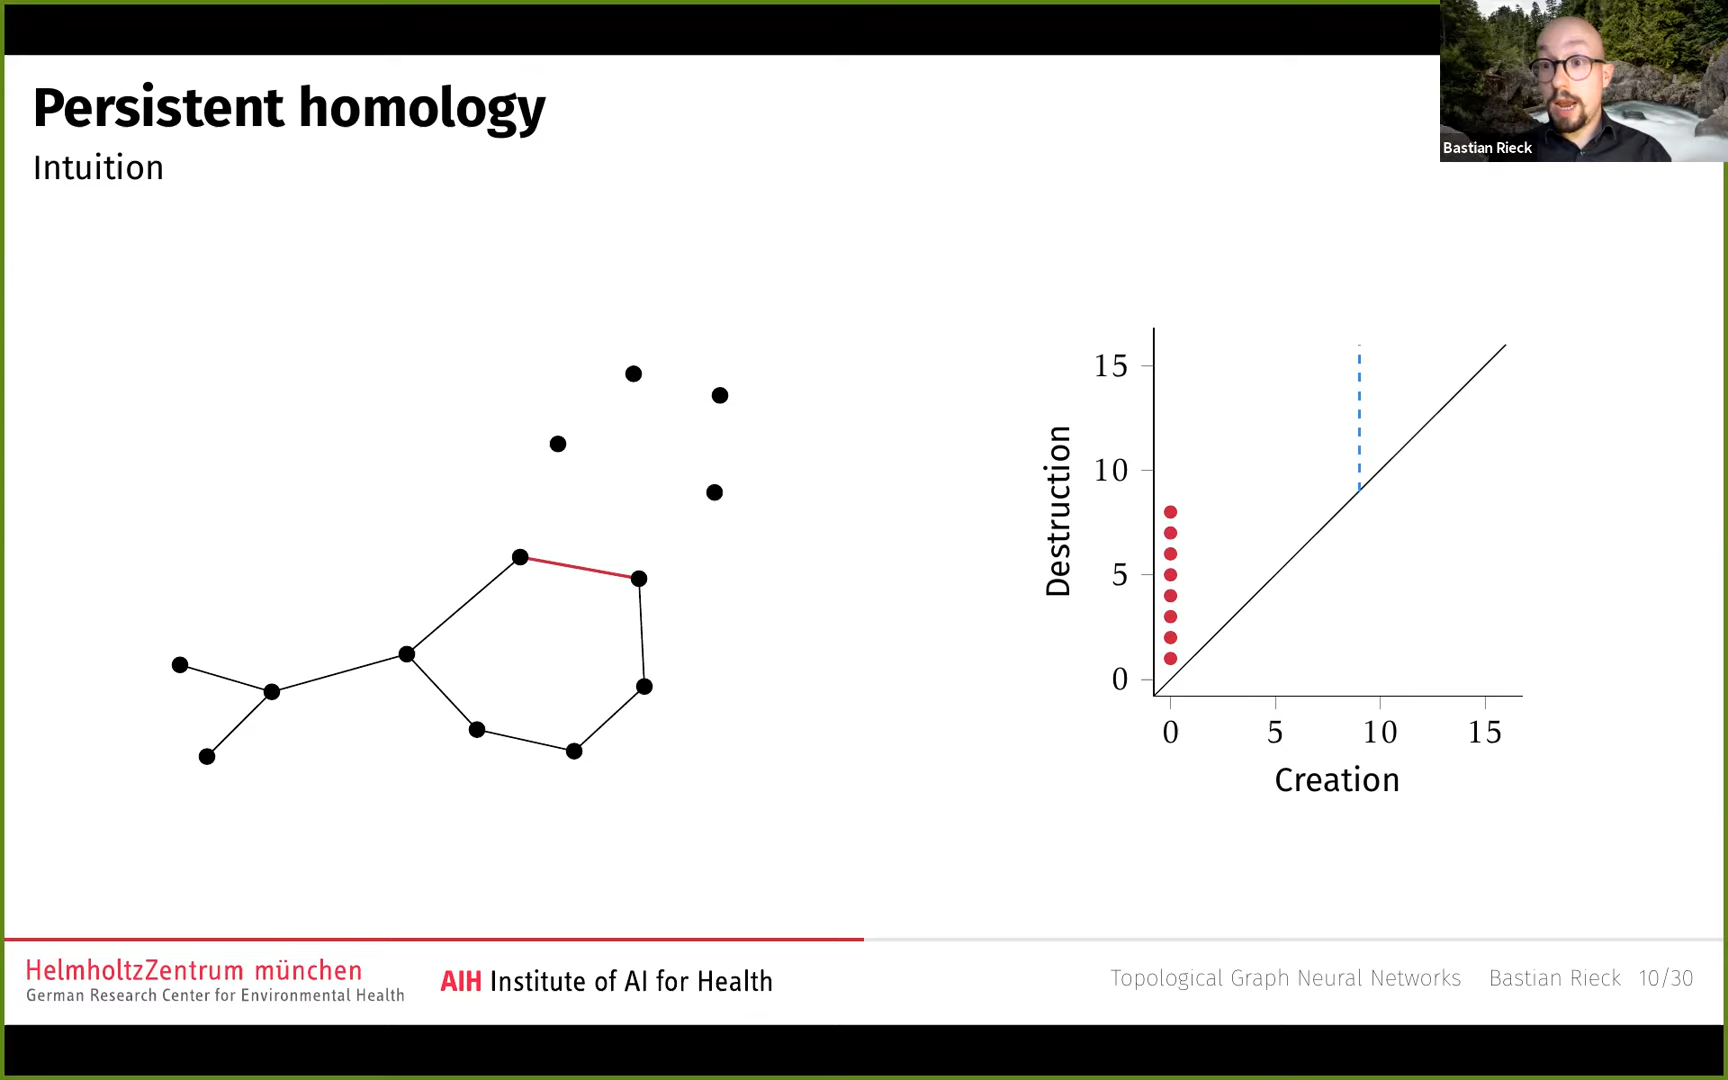 Persistent homology
Intuition
Bastian Rieck
15
10
5
0
Destruction
0 5 10 15
Creation
HelmholtzZentrum münchen
German Research Center for Environmental Health
AIH Institute of AI for Health
Topological Graph Neural Networks Bastian Rieck 10/30